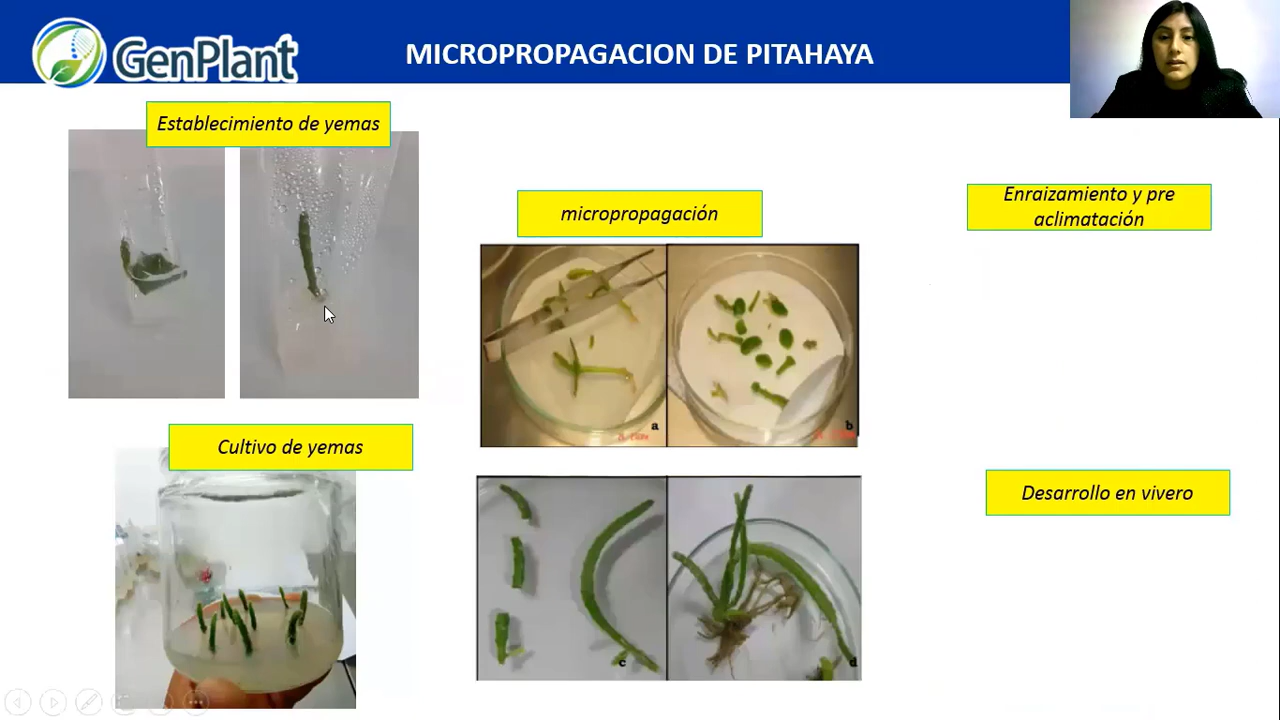 GenPlant
MICROPROPAGACION DE PITAHAYA
Establecimiento de yemas
micropropagación
Enraizamiento y pre
aclimatación
a
b
Cultivo de yemas
Desarrollo en vivero
c
d